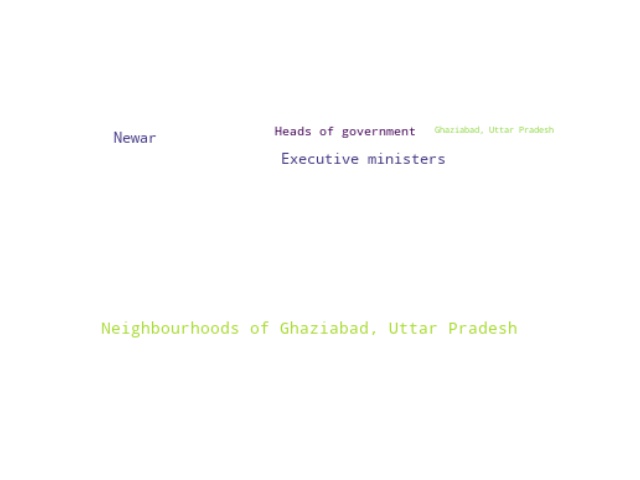 Newar
Heads of government
Ghaziabad, Uttar Pradesh
Executive ministers
Neighbourhoods of Ghaziabad, Uttar Pradesh